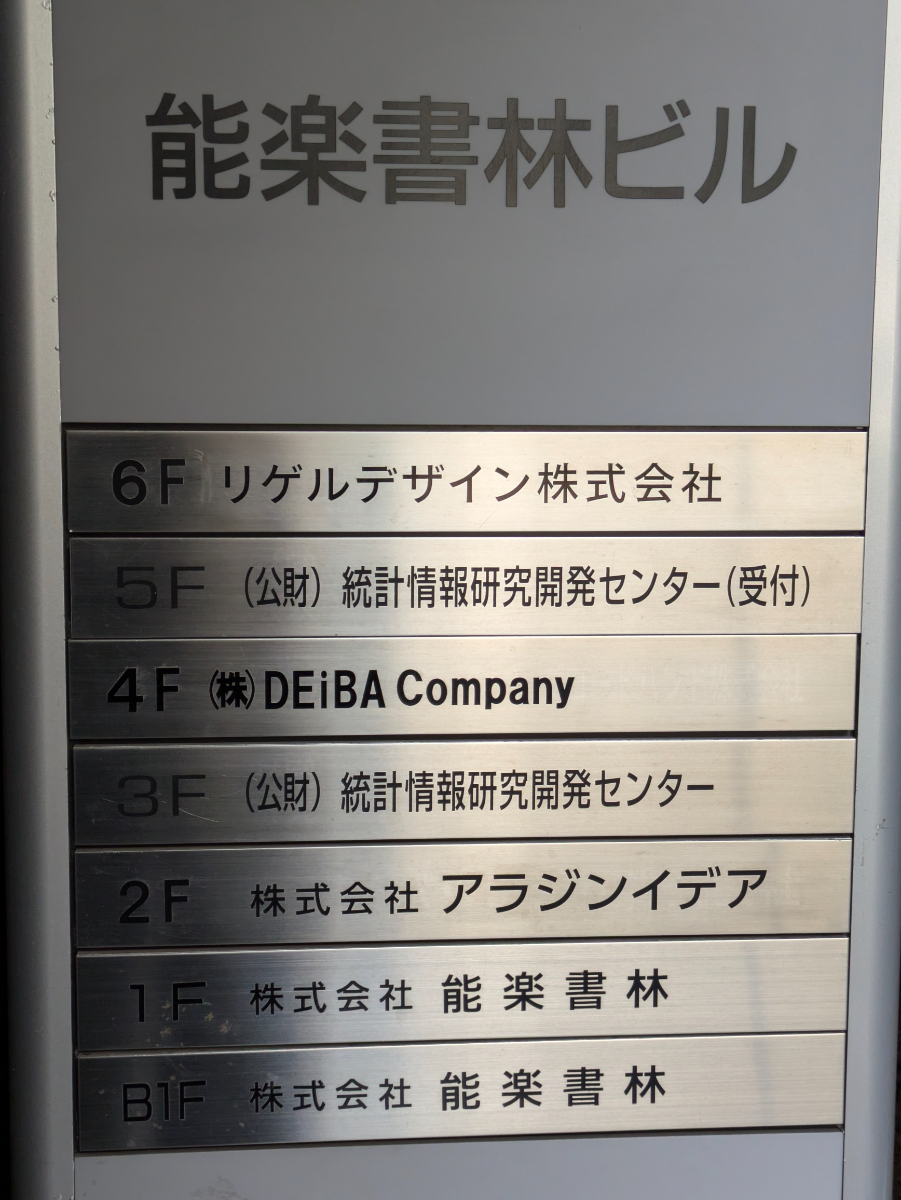 能楽書林ビル
6F リゲルデザイン株式会社
5F (公財) 統計情報研究開発センター(受付)
4F (株)DEiBA Company
3F (公財) 統計情報研究開発センター
2F 株式会社 アラジンイデア
1F 株式会社 能楽書林
B1F 株式会社 能楽書林